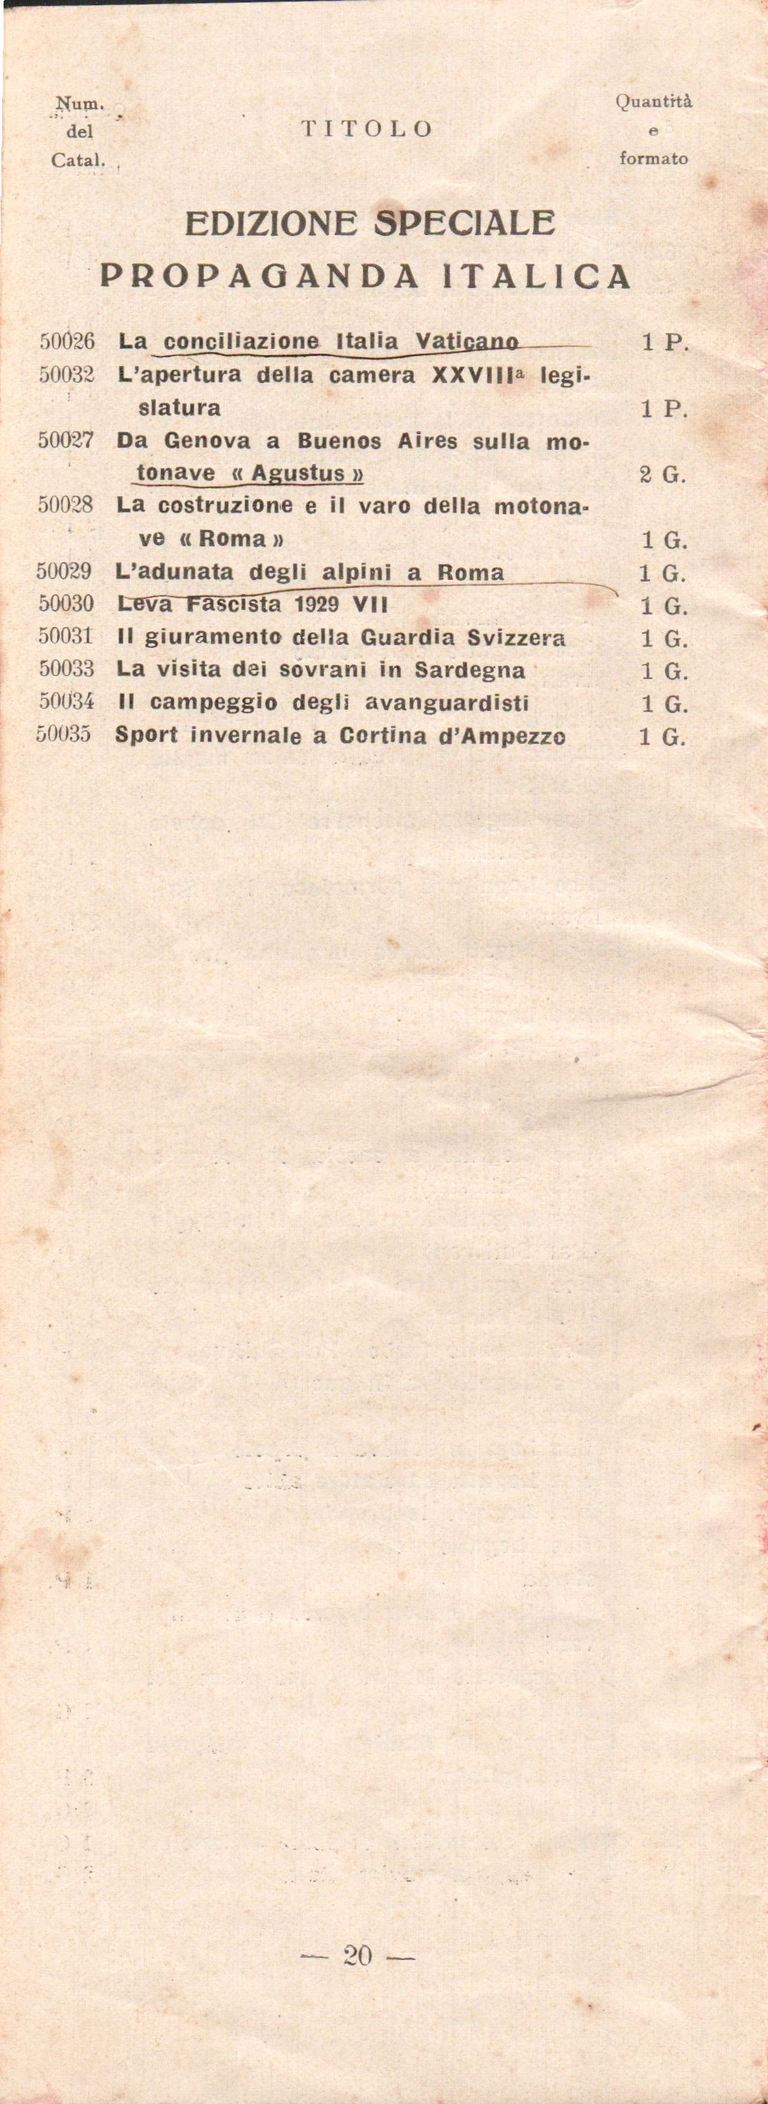 Num.
del
Catal.
TITOLO
Quantità
e
formato
EDIZIONE SPECIALE
PROPAGANDA ITALICA
50026 La conciliazione Italia Vaticano 1 P.
50032 L'apertura della camera XXVIIIª legi-
slatura 1 P.
50027 Da Genova a Buenos Aires sulla mo-
tonave « Agustus » 2 G.
50028 La costruzione e il varo della motona-
ve « Roma » 1 G.
50029 L'adunata degli alpini a Roma 1 G.
50030 Leva Fascista 1929 VII 1 G.
50031 Il giuramento della Guardia Svizzera 1 G.
50033 La visita dei sovrani in Sardegna 1 G.
50034 Il campeggio degli avanguardisti 1 G.
50035 Sport invernale a Cortina d'Ampezzo 1 G.
— 20 —